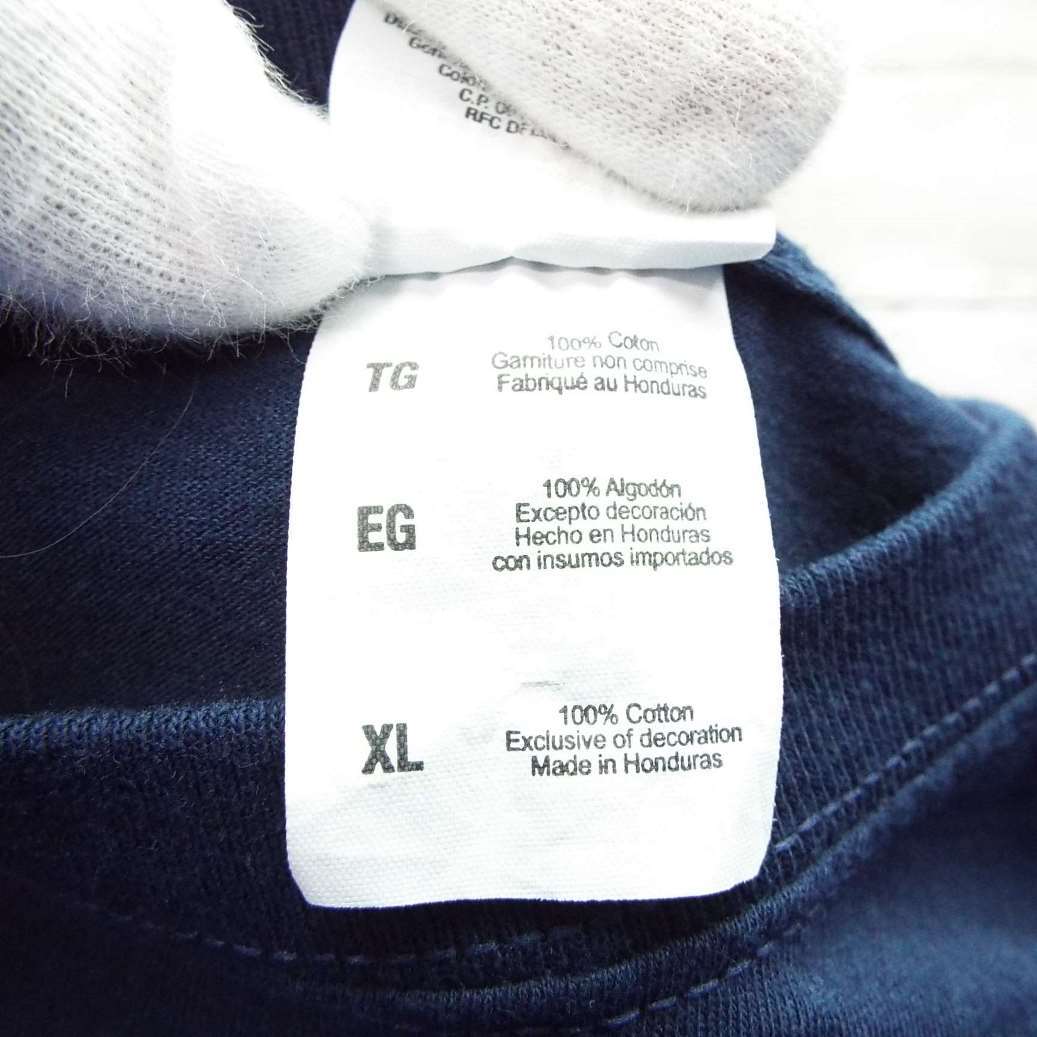 C.P.
RFC
TG
100% Coton
Garniture non comprise
Fabriqué au Honduras
EG
100% Algodón
Excepto decoración
Hecho en Honduras
con insumos importados
XL
100% Cotton
Exclusive of decoration
Made in Honduras